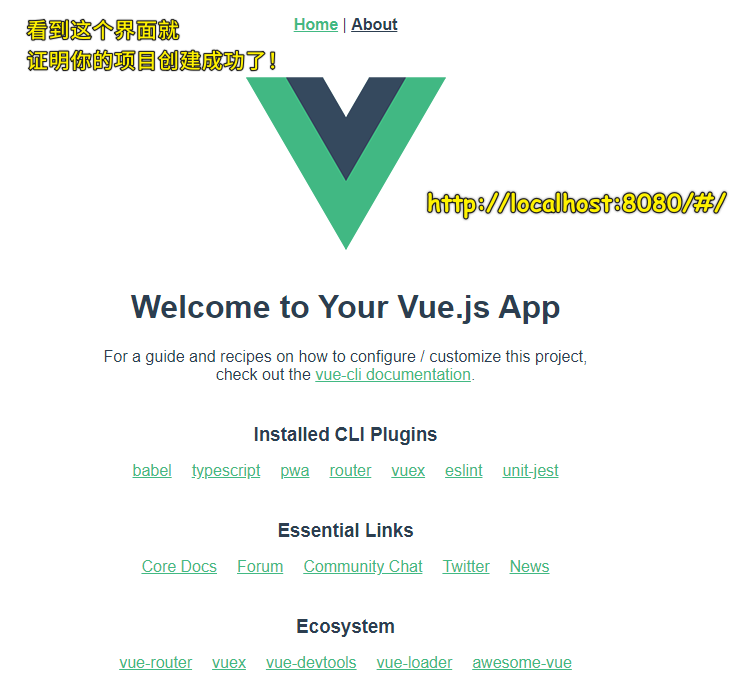 看到这个界面就
证明你的项目创建成功了!
Home | About
http://localhost:8080/#/
Welcome to Your Vue.js App
For a guide and recipes on how to configure / customize this project,
check out the vue-cli documentation.
Installed CLI Plugins
babel typescript pwa router vuex eslint unit-jest
Essential Links
Core Docs Forum Community Chat Twitter News
Ecosystem
vue-router vuex vue-devtools vue-loader awesome-vue